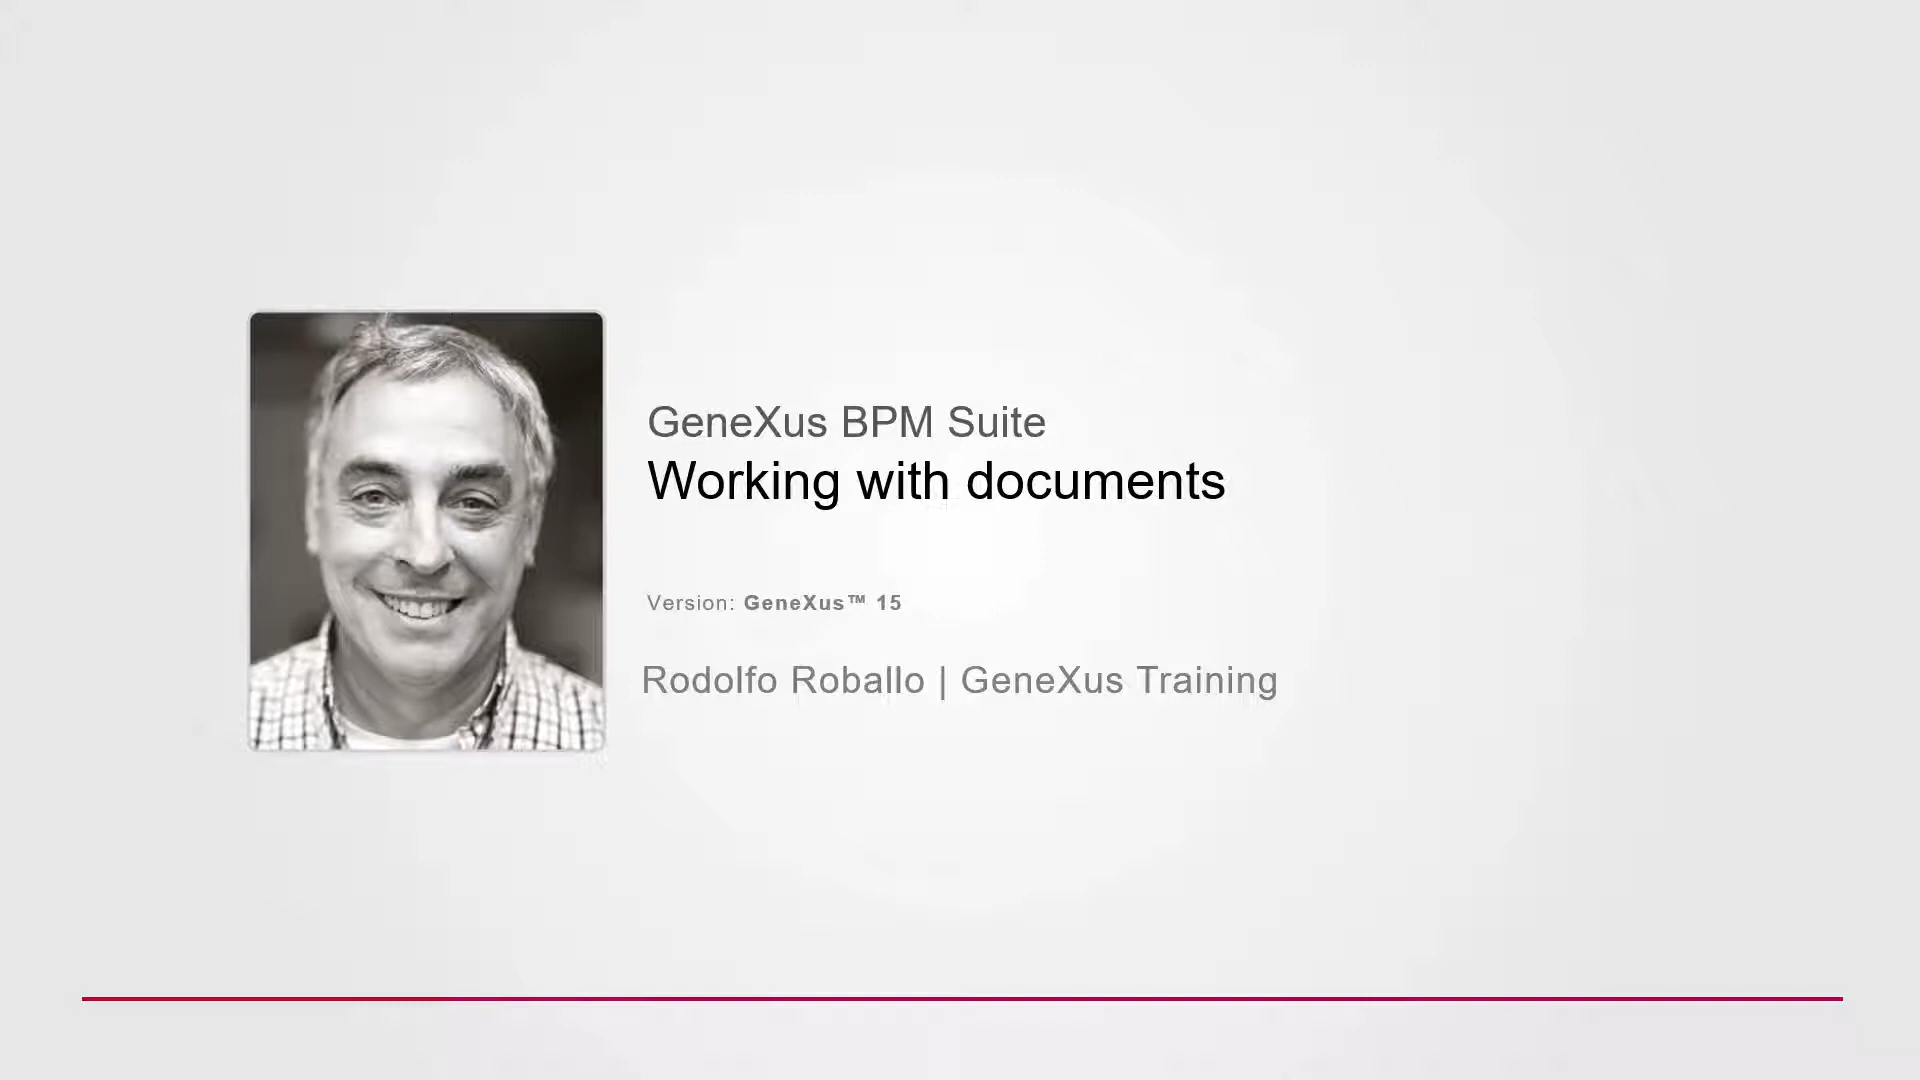 GeneXus BPM Suite
Working with documents
Version: GeneXus™ 15
Rodolfo Roballo | GeneXus Training